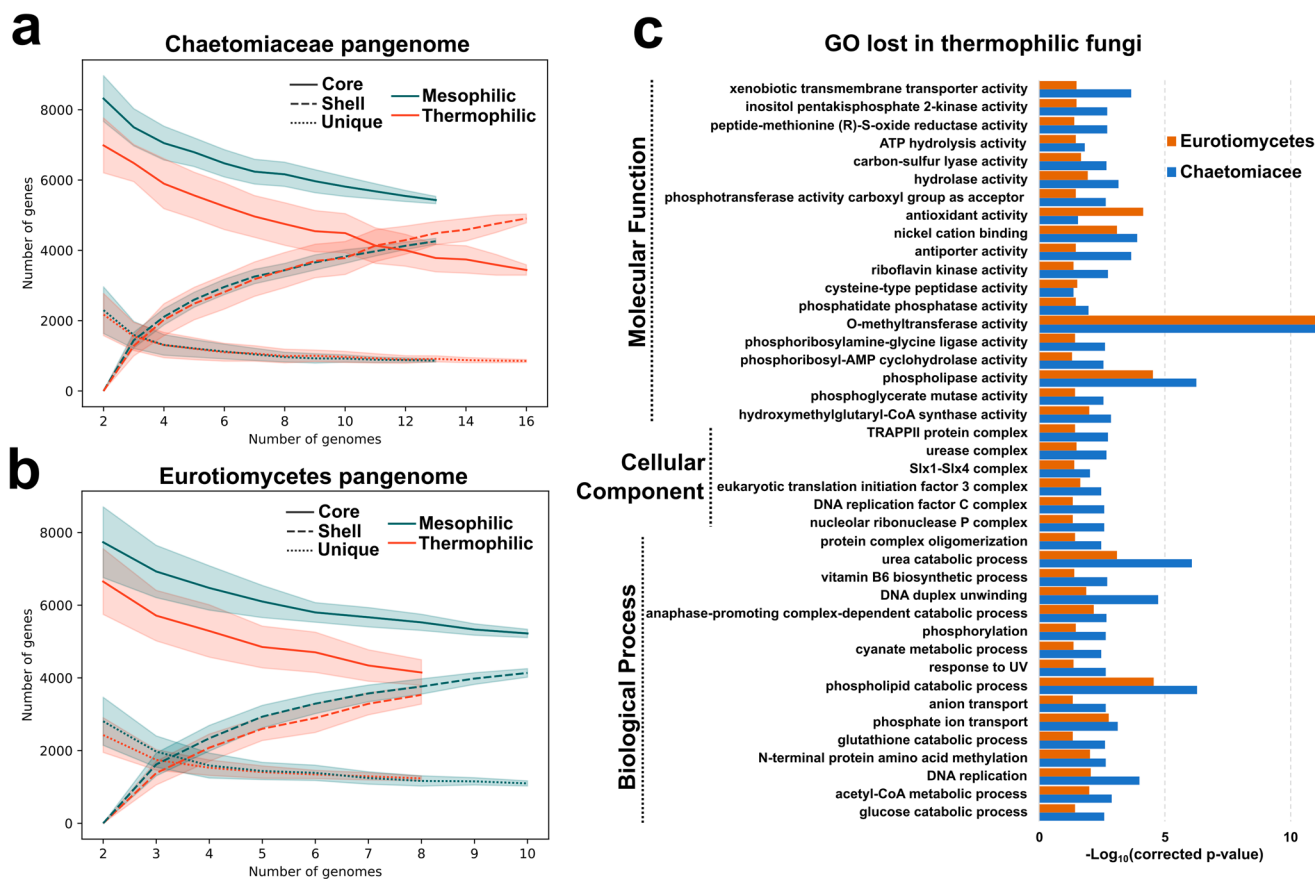 a
Chaetomiaceae pangenome
Core
Shell
Unique
Mesophilic
Thermophilic
Number of genes
8000
6000
4000
2000
0
2 4 6 8 10 12 14 16
Number of genomes
b
Eurotiomycetes pangenome
Core
Shell
Unique
Mesophilic
Thermophilic
Number of genes
8000
6000
4000
2000
0
2 3 4 5 6 7 8 9 10
Number of genomes
c
GO lost in thermophilic fungi
Eurotiomycetes
Chaetomiacee
Molecular Function
xenobiotic transmembrane transporter activity
inositol pentakisphosphate 2-kinase activity
peptide-methionine (R)-S-oxide reductase activity
ATP hydrolysis activity
carbon-sulfur lyase activity
hydrolase activity
phosphotransferase activity carboxyl group as acceptor
antioxidant activity
nickel cation binding
antiporter activity
riboflavin kinase activity
cysteine-type peptidase activity
phosphatidate phosphatase activity
O-methyltransferase activity
phosphoribosylamine-glycine ligase activity
phosphoribosyl-AMP cyclohydrolase activity
phospholipase activity
phosphoglycerate mutase activity
hydroxymethylglutaryl-CoA synthase activity
Cellular
Component
TRAPPII protein complex
urease complex
Slx1-Slx4 complex
eukaryotic translation initiation factor 3 complex
DNA replication factor C complex
nucleolar ribonuclease P complex
Biological Process
protein complex oligomerization
urea catabolic process
vitamin B6 biosynthetic process
DNA duplex unwinding
anaphase-promoting complex-dependent catabolic process
phosphorylation
cyanate metabolic process
response to UV
phospholipid catabolic process
anion transport
phosphate ion transport
glutathione catabolic process
N-terminal protein amino acid methylation
DNA replication
acetyl-CoA metabolic process
glucose catabolic process
0 5 10
-Log₁₀(corrected p-value)